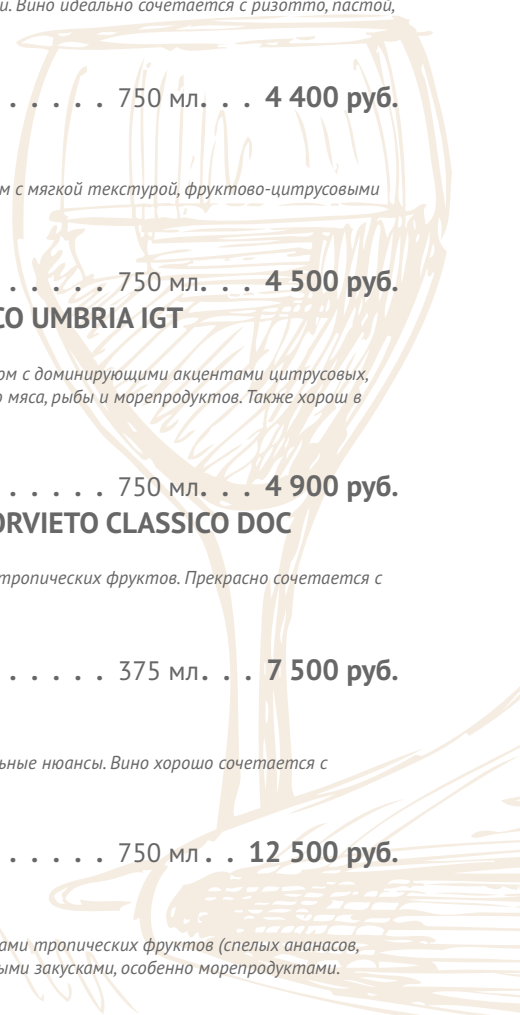 и. Вино идеально сочетается с ризотто, пастой,
. . . . . 750 мл. . . 4 400 руб.
м с мягкой текстурой, фруктово-цитрусовыми
. . . . . 750 мл. . . 4 500 руб.
CO UMBRIA IGT
ом с доминирующими акцентами цитрусовых,
о мяса, рыбы и морепродуктов. Также хорош в
. . . . . 750 мл. . . 4 900 руб.
ORVIETO CLASSICO DOC
тропических фруктов. Прекрасно сочетается с
. . . . . 375 мл. . . 7 500 руб.
ьные нюансы. Вино хорошо сочетается с
. . . . . 750 мл . . 12 500 руб.
ами тропических фруктов (спелых ананасов,
ыми закусками, особенно морепродуктами.